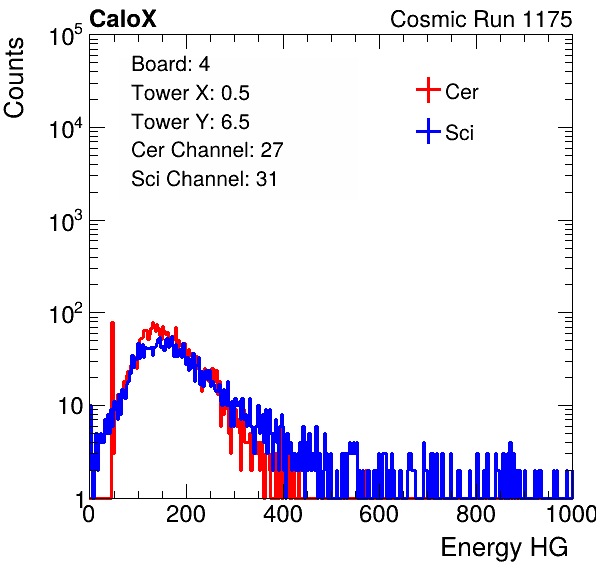 CaloX Cosmic Run 1175
Counts
10^5
10^4
10^3
10^2
10
1
Board: 4
Tower X: 0.5
Tower Y: 6.5
Cer Channel: 27
Sci Channel: 31
Cer
Sci
0 200 400 600 800 1000
Energy HG